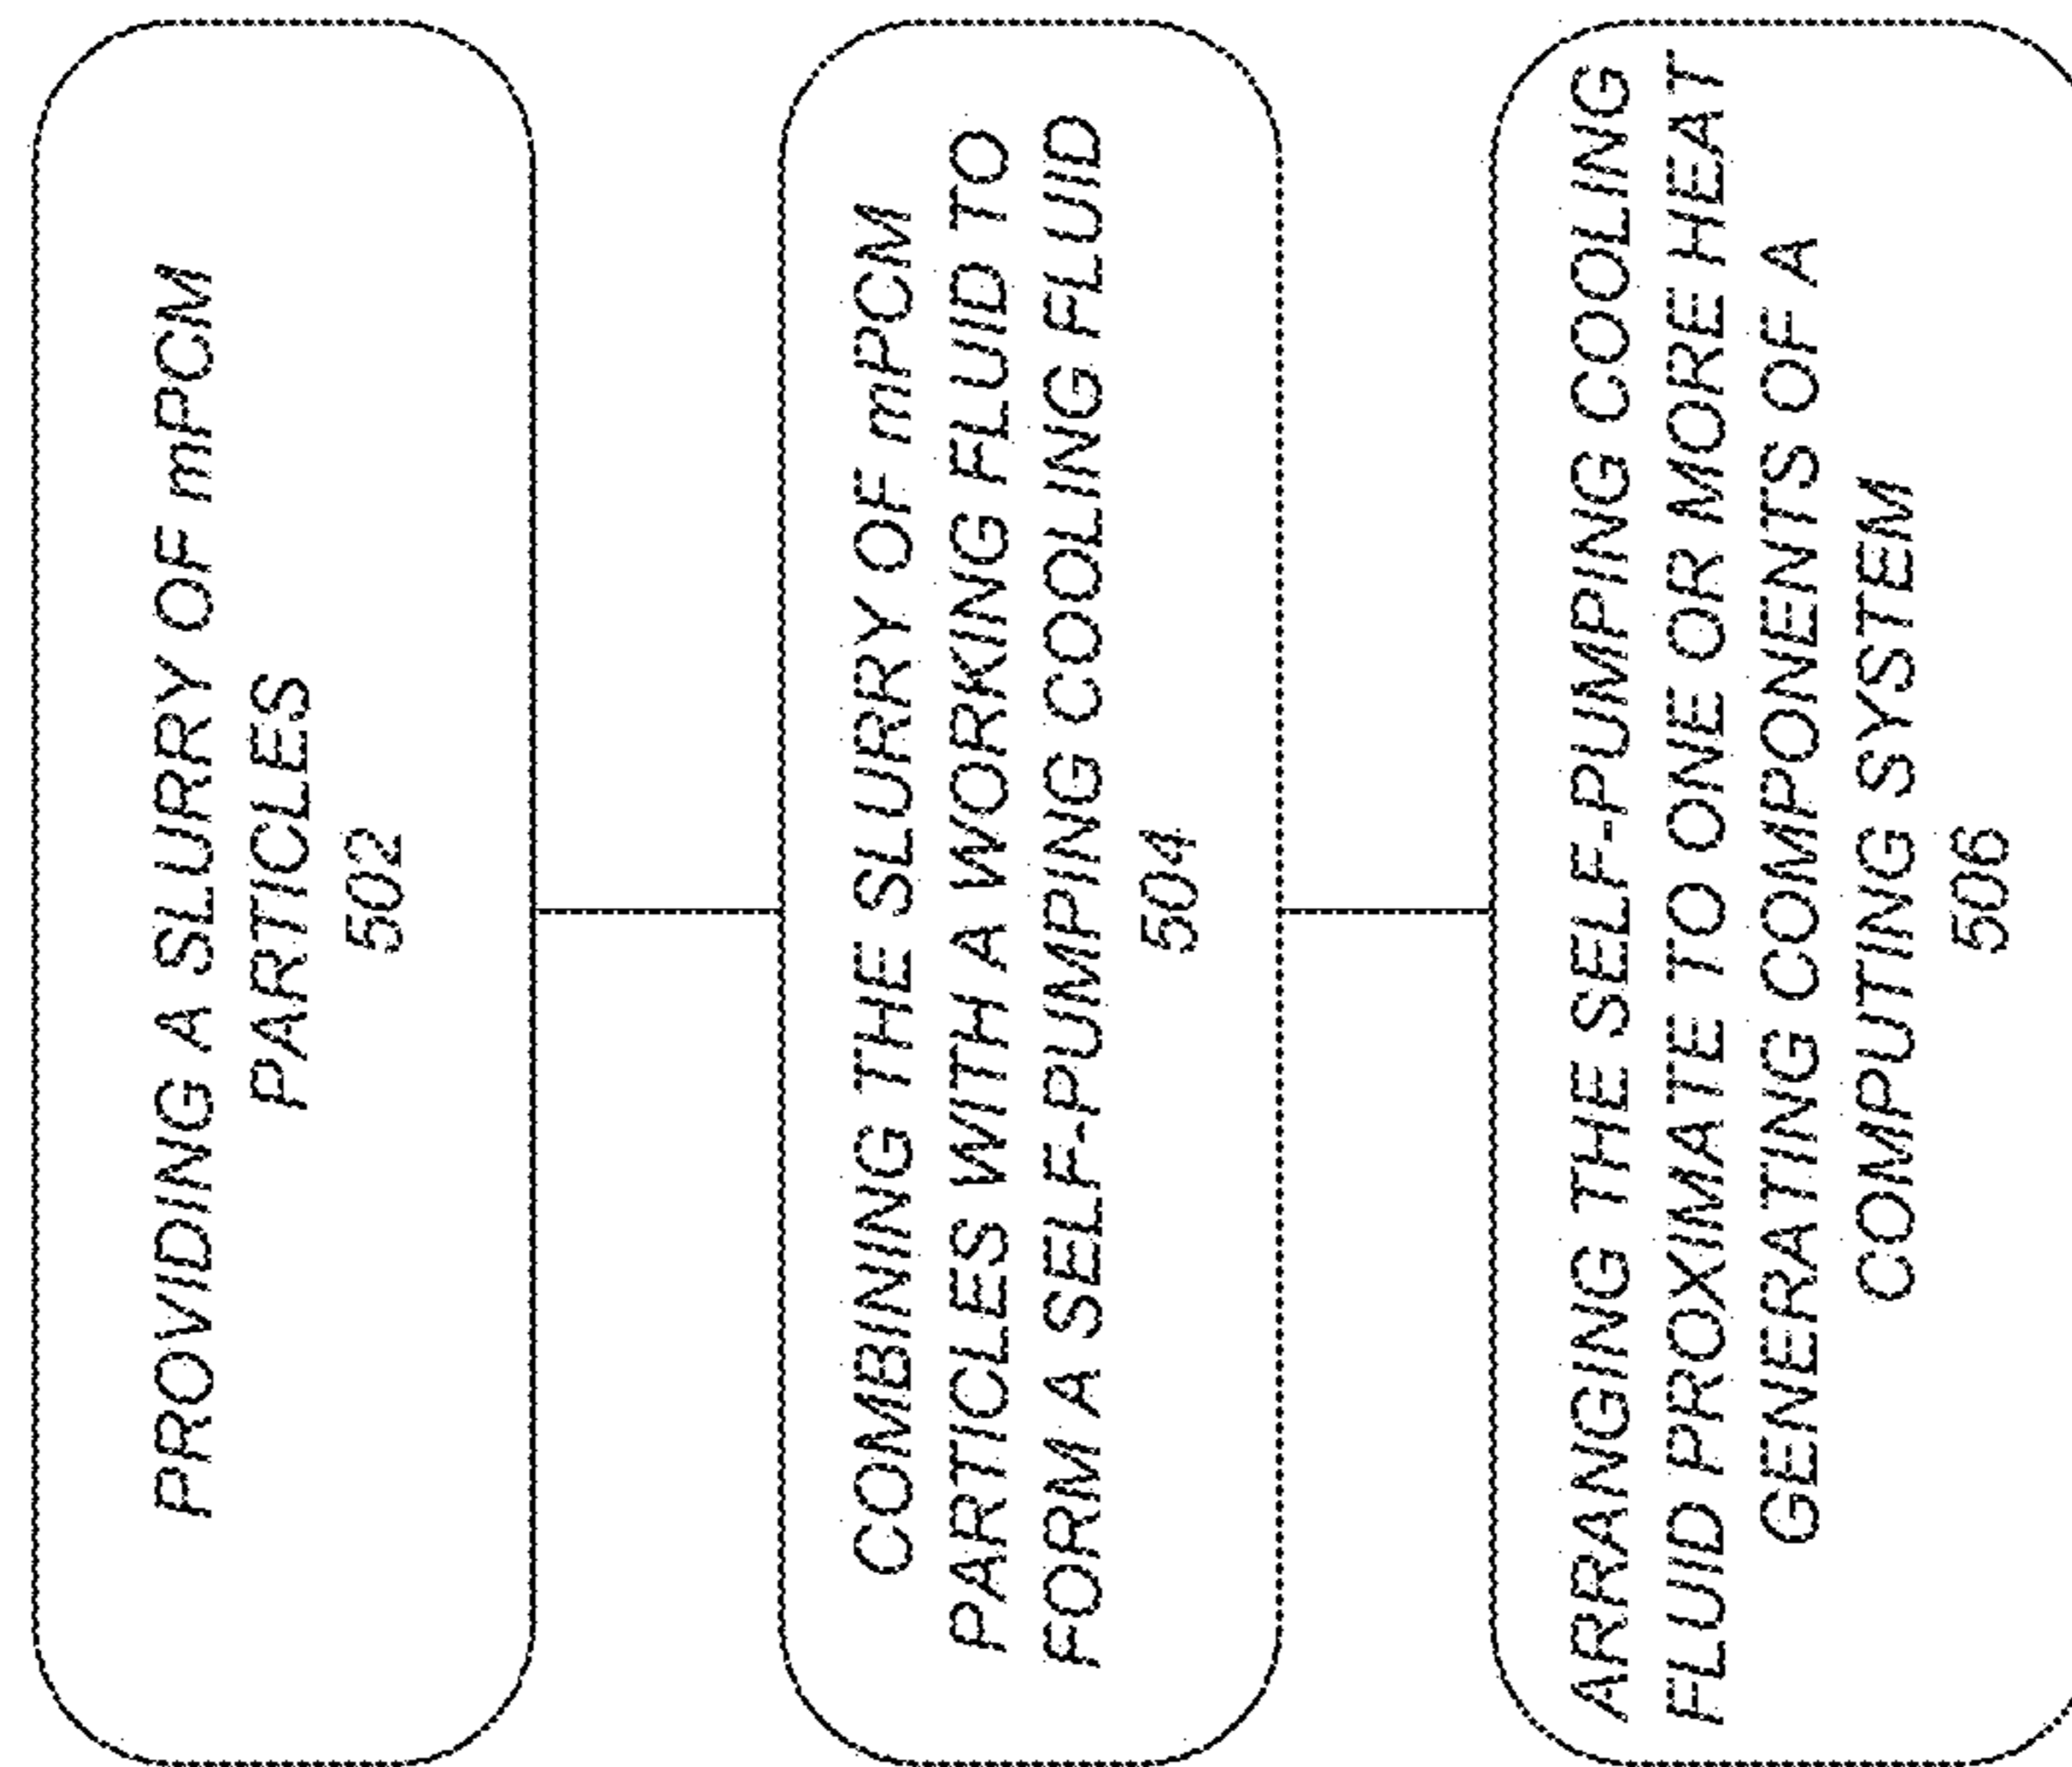 PROVIDING A SLURRY OF mPCM
PARTICLES
502
COMBINING THE SLURRY OF mPCM
PARTICLES WITH A WORKING FLUID TO
FORM A SELF-PUMPING COOLING FLUID
504
ARRANGING THE SELF-PUMPING COOLING
FLUID PROXIMATE TO ONE OR MORE HEAT
GENERATING COMPONENTS OF A
COMPUTING SYSTEM
506